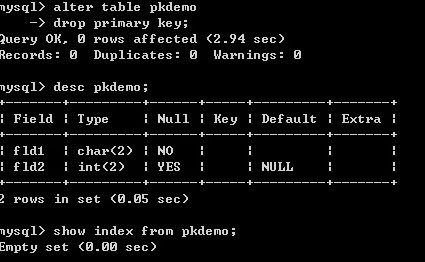 mysql> alter table pkdemo
    -> drop primary key;
Query OK, 0 rows affected (2.94 sec)
Records: 0  Duplicates: 0  Warnings: 0

mysql> desc pkdemo;
+-------+---------+------+-----+---------+-------+
| Field | Type    | Null | Key | Default | Extra |
+-------+---------+------+-----+---------+-------+
| fld1  | char(2) | NO   |     |         |       |
| fld2  | int(2)  | YES  |     | NULL    |       |
+-------+---------+------+-----+---------+-------+
2 rows in set (0.05 sec)

mysql> show index from pkdemo;
Empty set (0.00 sec)